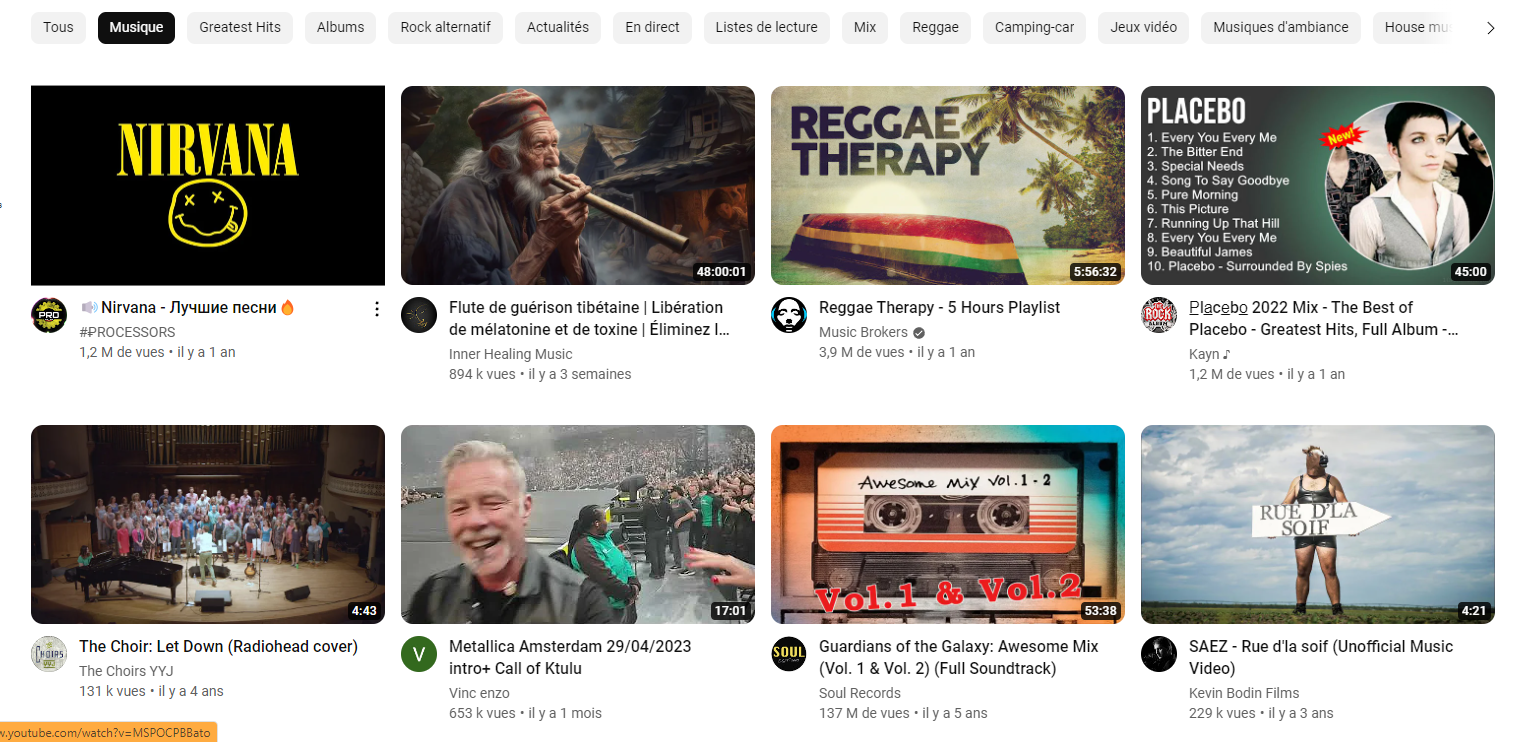 Tous Musique Greatest Hits Albums Rock alternatif Actualités En direct Listes de lecture Mix Reggae Camping-car Jeux vidéo Musiques d'ambiance House
NIRVANA
48:00:01
REGGAE
THERAPY
5:56:32
PLACEBO
New!
1. Every You Every Me
2. The Bitter End
3. Special Needs
4. Song To Say Goodbye
5. Pure Morning
6. This Picture
7. Running Up That Hill
8. Every You Every Me
9. Beautiful James
10. Placebo - Surrounded By Spies
45:00
PRO
🔊Nirvana - Лучшие песни🔥
#₽ROCESSORS
1,2 M de vues • il y a 1 an
Flute de guérison tibétaine | Libération
de mélatonine et de toxine | Éliminez l...
Inner Healing Music
894 k vues • il y a 3 semaines
Reggae Therapy - 5 Hours Playlist
Music Brokers
3,9 M de vues • il y a 1 an
ROCK
ALBUM
P̲l̲a̲c̲e̲b̲o̲ 2022 Mix - The Best of
Placebo - Greatest Hits, Full Album -...
Kayn ♪
1,2 M de vues • il y a 1 an
4:43
17:01
Awesome Mix Vol. 1 - 2
Vol. 1 & Vol. 2
53:38
RUE D'LA
SOIF
4:21
CHOIRS
The Choir: Let Down (Radiohead cover)
The Choirs YYJ
131 k vues • il y a 4 ans
V
Metallica Amsterdam 29/04/2023
intro+ Call of Ktulu
Vinc enzo
653 k vues • il y a 1 mois
SOUL
Guardians of the Galaxy: Awesome Mix
(Vol. 1 & Vol. 2) (Full Soundtrack)
Soul Records
137 M de vues • il y a 5 ans
SAEZ - Rue d'la soif (Unofficial Music
Video)
Kevin Bodin Films
229 k vues • il y a 3 ans
w.youtube.com/watch?v=MSPOCPBBato